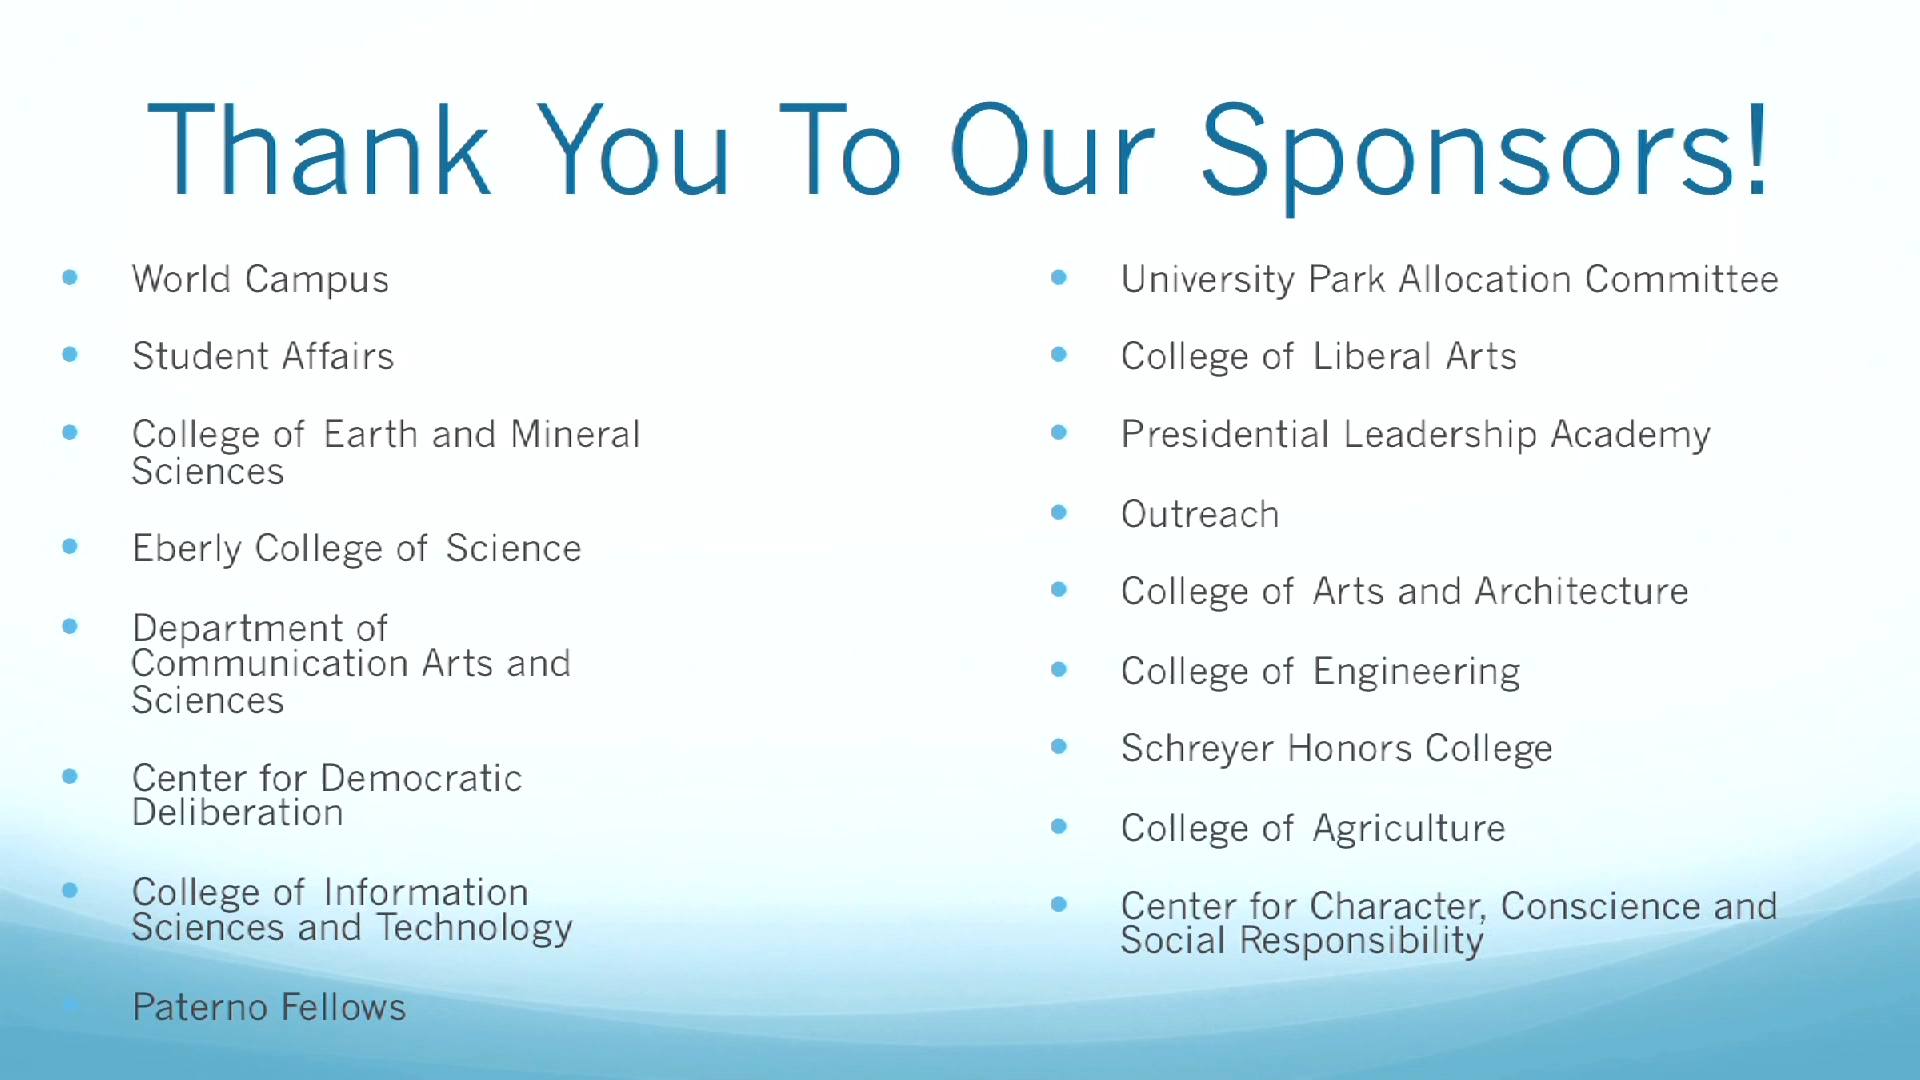 Thank You To Our Sponsors!
World Campus
Student Affairs
College of Earth and Mineral
Sciences
Eberly College of Science
Department of
Communication Arts and
Sciences
Center for Democratic
Deliberation
College of Information
Sciences and Technology
Paterno Fellows
University Park Allocation Committee
College of Liberal Arts
Presidential Leadership Academy
Outreach
College of Arts and Architecture
College of Engineering
Schreyer Honors College
College of Agriculture
Center for Character, Conscience and
Social Responsibility